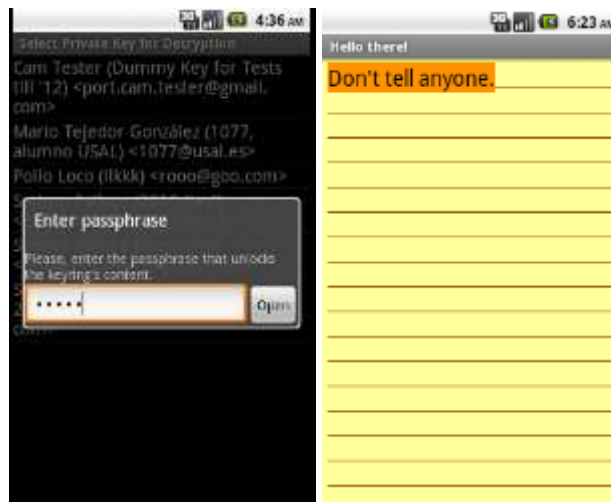 4:36 AM
Select Private Key for Decryption
Cam Tester (Dummy Key for Tests
till '12) <port.cam.tester@gmail.
com>
Mario Tejedor González (1077,
alumno USAL) <1077@usal.es>
Pollo Loco (llkkk) <rooo@goo.com>
Enter passphrase
Please, enter the passphrase that unlocks
the keyring's content.
•••••
Open
6:23 AM
Hello there!
Don't tell anyone.